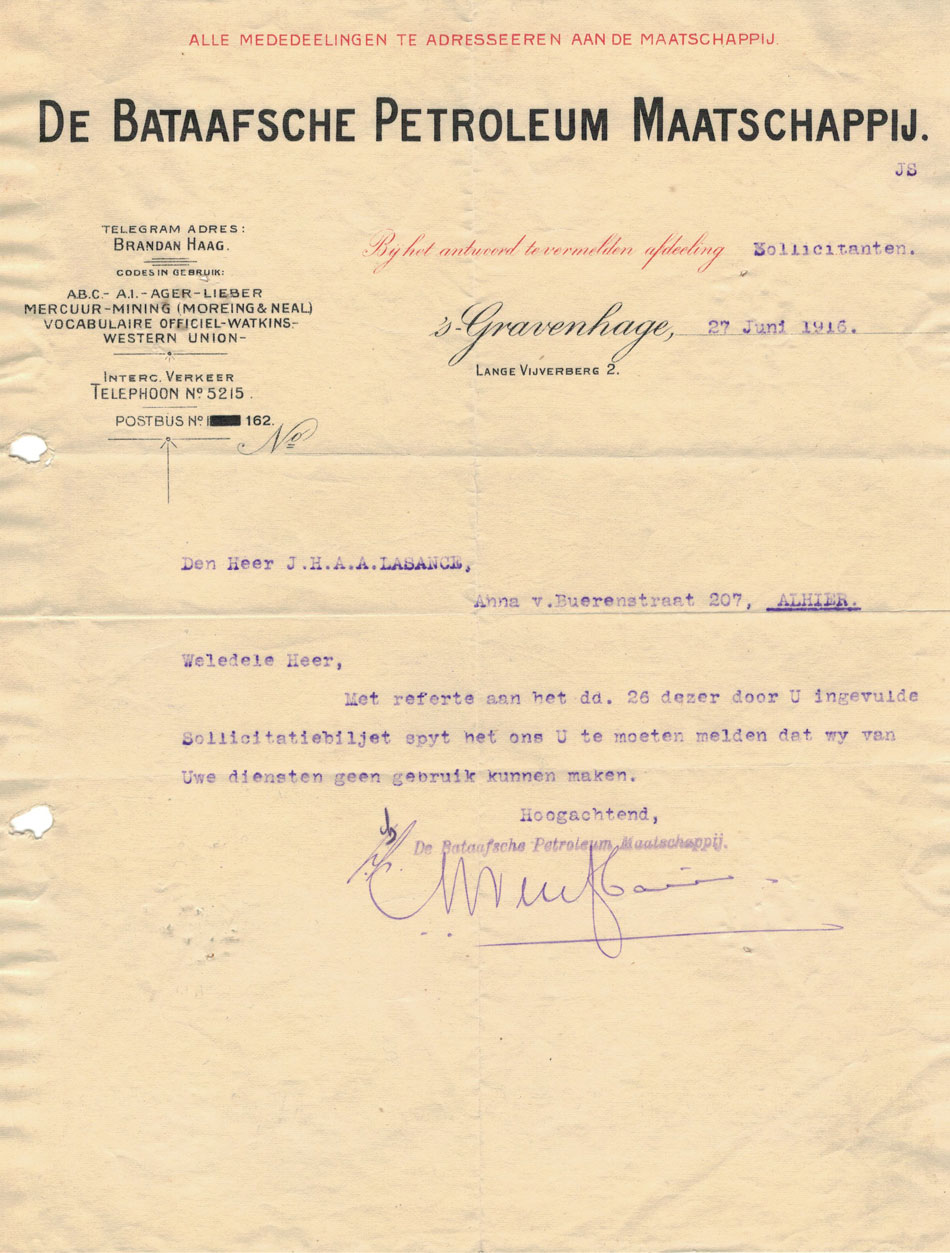 ALLE MEDEDEELINGEN TE ADRESSEEREN AAN DE MAATSCHAPPIJ.
DE BATAAFSCHE PETROLEUM MAATSCHAPPIJ.
JS
TELEGRAM ADRES:
BRANDAN HAAG.
CODES IN GEBRUIK:
A.B.C.- A.I.- AGER-LIEBER
MERCUUR-MINING (MOREING & NEAL)
VOCABULAIRE OFFICIEL-WATKINS-
WESTERN UNION-
INTERC. VERKEER
TELEPHOON Nº 5215.
POSTBUS Nº 162.
Nº
Bij het antwoord te vermelden afdeeling Sollicitanten.
's-Gravenhage, 27 Juni 1916.
LANGE VIJVERBERG 2.
Den Heer J.H.A.A.LASANCE,
Anna v.Buerenstraat 207, ALHIER.
Weledele Heer,
Met referte aan het dd. 26 dezer door U ingevulde
Sollicitatiebiljet spyt het ons U te moeten melden dat wy van
Uwe diensten geen gebruik kunnen maken.
Hoogachtend,
De Bataafsche Petroleum Maatschappij.